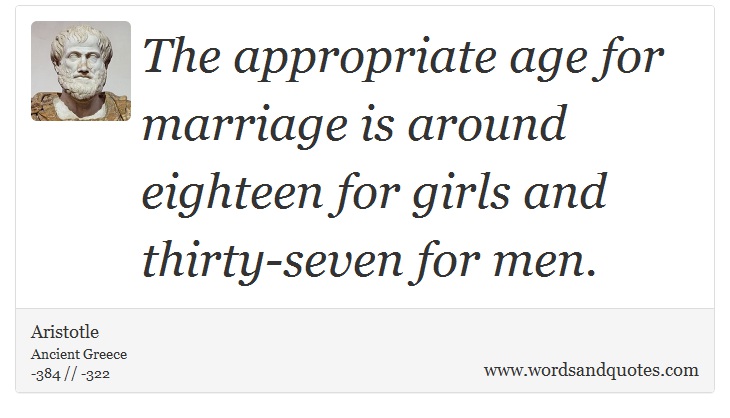 The appropriate age for
marriage is around
eighteen for girls and
thirty-seven for men.
Aristotle
Ancient Greece
-384 // -322
www.wordsandquotes.com